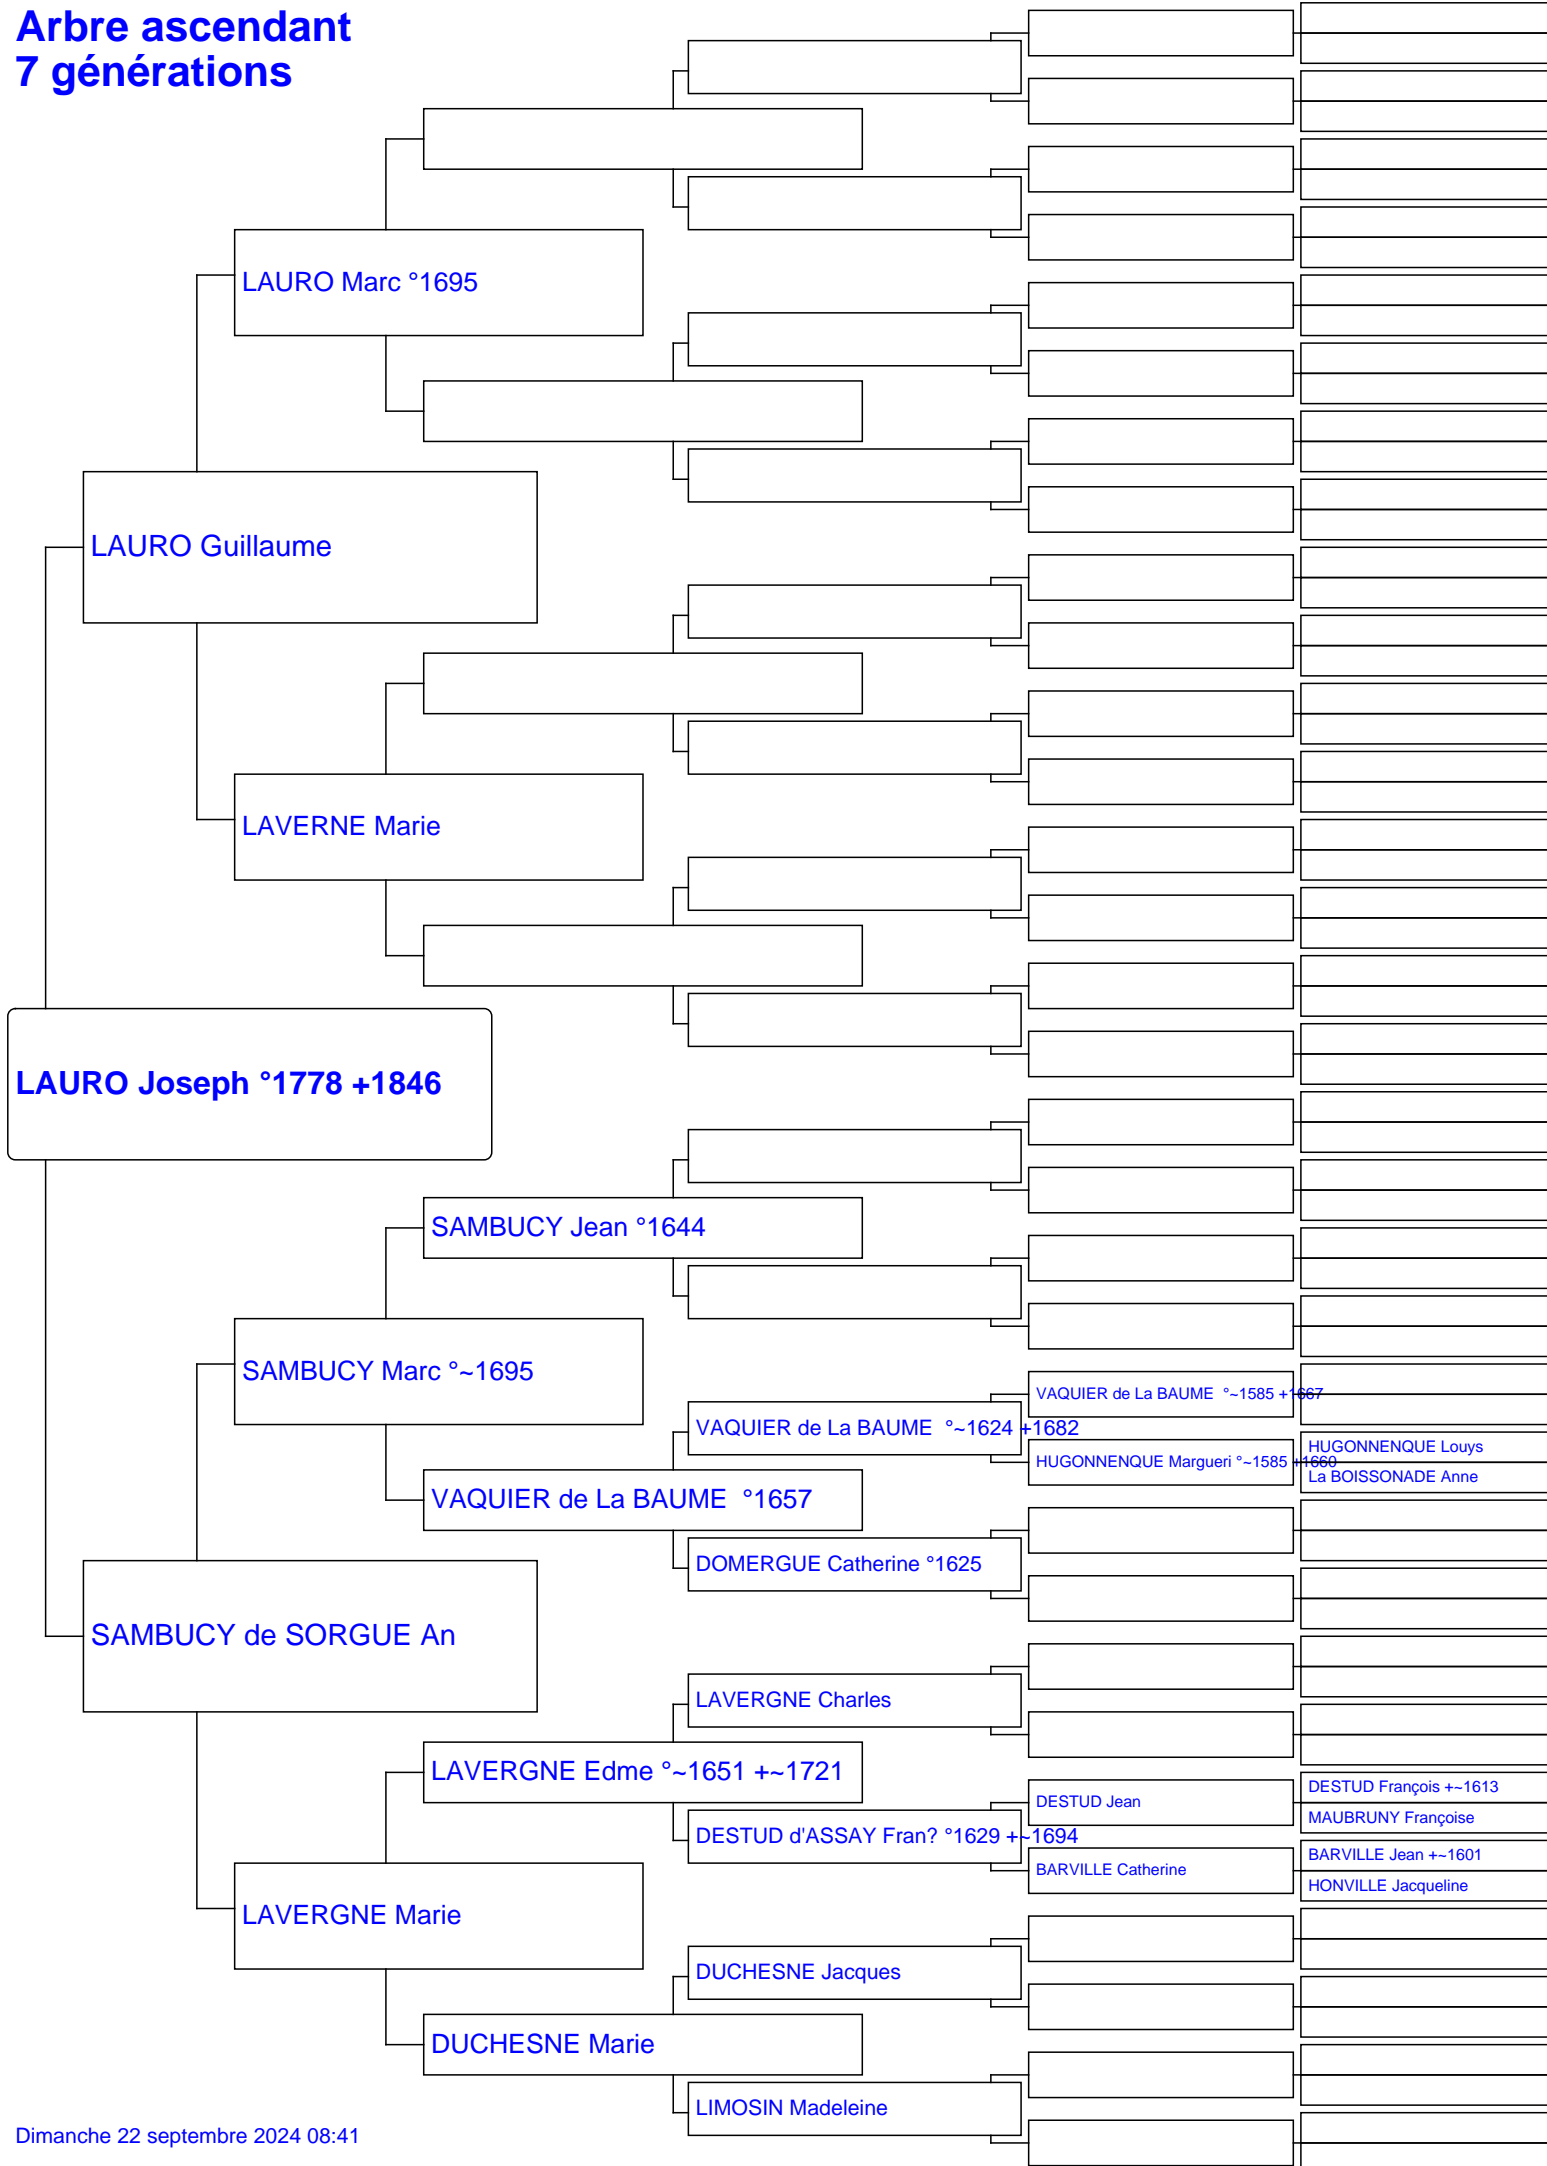 Arbre ascendant
7 générations
LAURO Marc °1695
LAURO Guillaume
LAVERNE Marie
LAURO Joseph °1778 +1846
SAMBUCY Jean °1644
SAMBUCY Marc °~1695
VAQUIER de La BAUME °~1585 +1667
VAQUIER de La BAUME °~1624 +1682
HUGONNENQUE Louys
HUGONNENQUE Margueri °~1585 +1660
La BOISSONADE Anne
VAQUIER de La BAUME °1657
DOMERGUE Catherine °1625
SAMBUCY de SORGUE An
LAVERGNE Charles
LAVERGNE Edme °~1651 +~1721
DESTUD François +~1613
DESTUD Jean
MAUBRUNY Françoise
DESTUD d'ASSAY Fran? °1629 +~1694
BARVILLE Jean +~1601
BARVILLE Catherine
HONVILLE Jacqueline
LAVERGNE Marie
DUCHESNE Jacques
DUCHESNE Marie
LIMOSIN Madeleine
Dimanche 22 septembre 2024 08:41